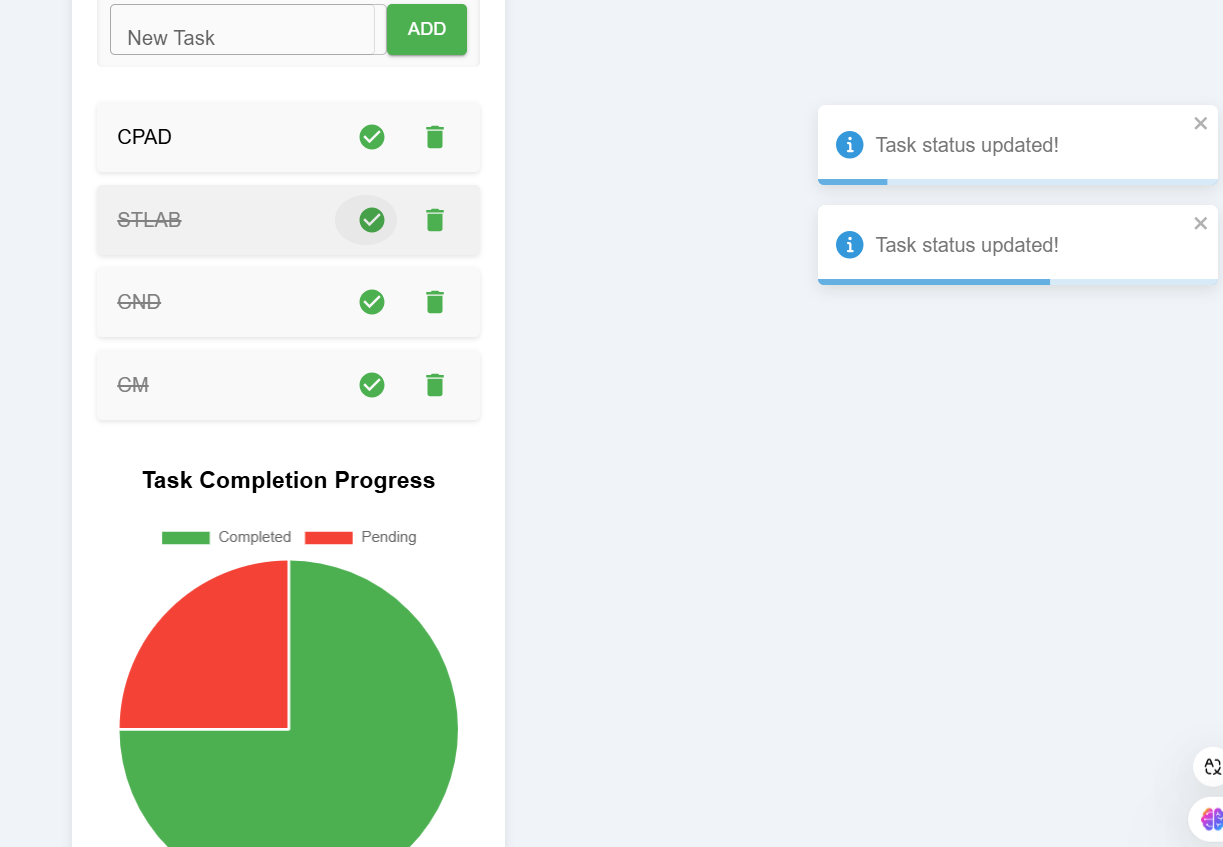 New Task
ADD
CPAD
STLAB
CND
CM
Task status updated!
Task status updated!
Task Completion Progress
Completed
Pending